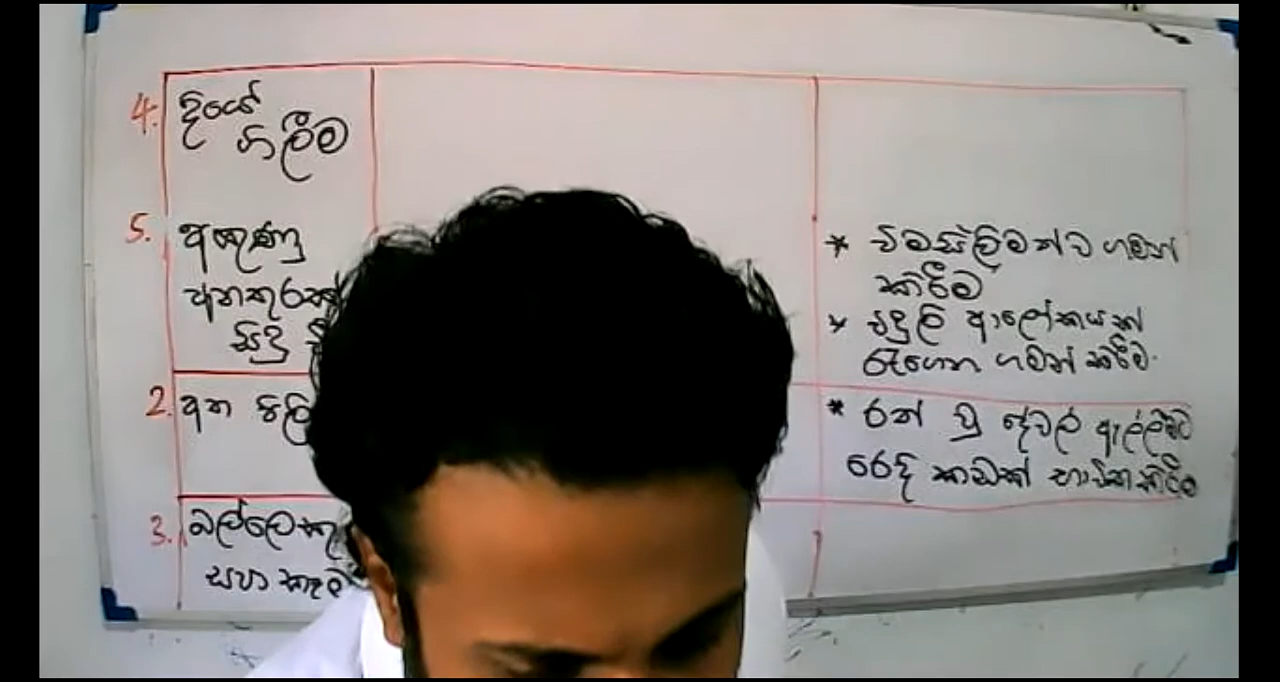 4. දියේ
ගිලීම
5. අඳුණු
අනතුරක්
සිදු
* විමසිලිමත්ව ගමන්
කිරීම
* විදුලි ආලෝකයක්
රැගෙන ගමන් කිරීම.
2. අත
* රත් වූ දේවල් ඇල්ලීමට
රෙදි කඩක් භාවිත කිරීම
3. බල්ලෙකු
සපා කෑම